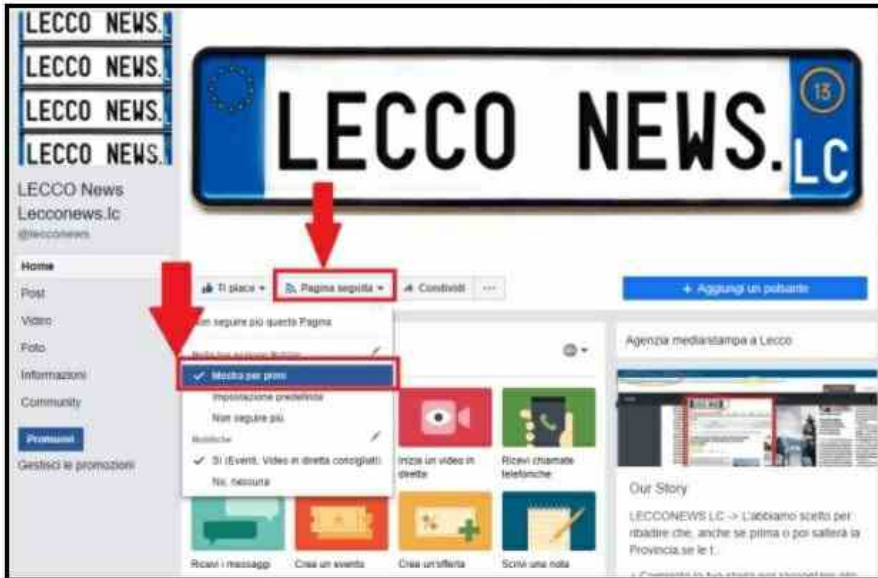 LECCO NEWS.
LECCO NEWS.
LECCO NEWS.
LECCO NEWS.
LECCO NEWS.LC
13
LECCO News
Lecconews.lc
@lecconews
Home
Post
Video
Foto
Informazioni
Community
Promuovi
Gestisci le promozioni
Ti piace
Pagina seguita
Condividi
+ Aggiungi un pulsante
Non seguire più questa Pagina
Mostra per primi
Impostazione predefinita
Non seguire più
Notifiche
Sì (Eventi, Video in diretta consigliati)
No, nessuna
Inizia un video in diretta
Ricevi chiamate telefoniche
Ricevi i messaggi
Crea un evento
Crea un'offerta
Scrivi una nota
Agenzia mediastampa a Lecco
Our Story
LECCONEWS LC -> L'abbiamo scelto per
ribadire che, anche se prima o poi salterà la
Provincia,se le t...